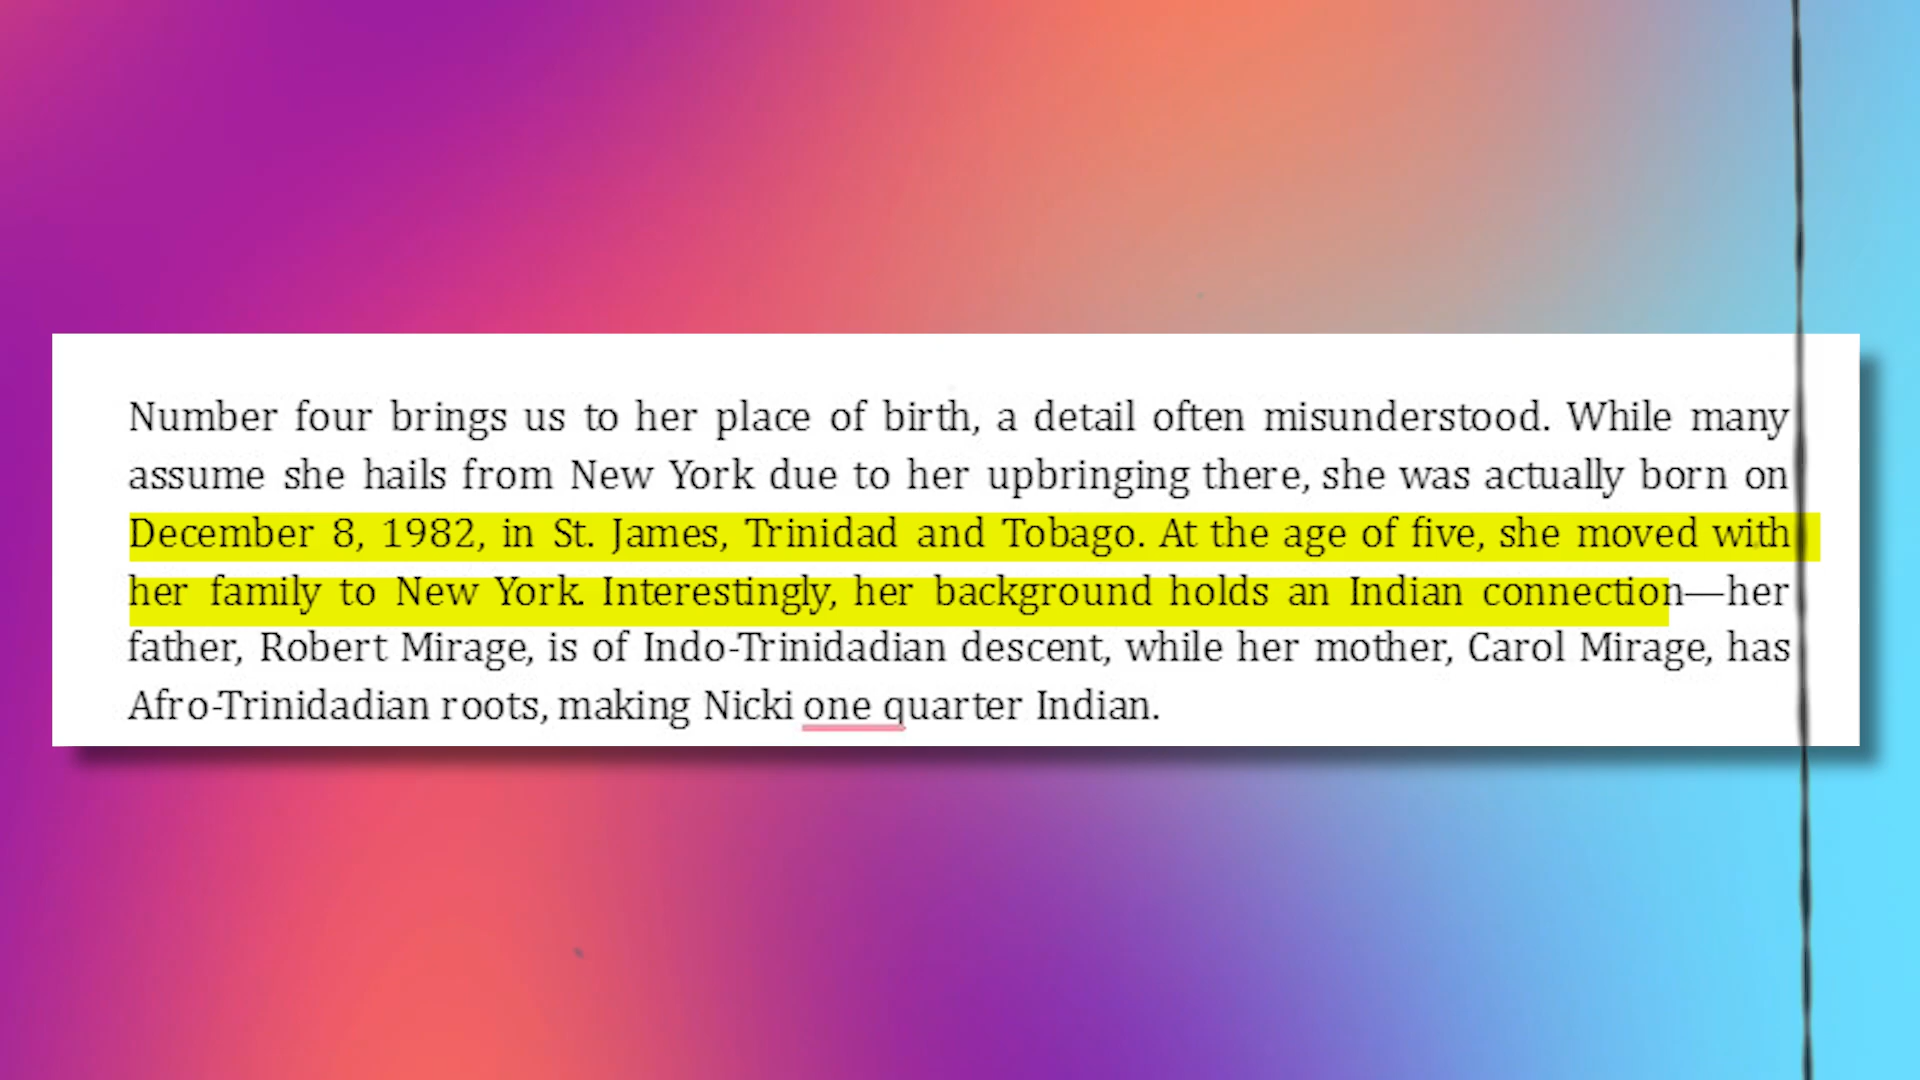 Number four brings us to her place of birth, a detail often misunderstood. While many
assume she hails from New York due to her upbringing there, she was actually born on
December 8, 1982, in St. James, Trinidad and Tobago. At the age of five, she moved with
her family to New York. Interestingly, her background holds an Indian connection—her
father, Robert Mirage, is of Indo-Trinidadian descent, while her mother, Carol Mirage, has
Afro-Trinidadian roots, making Nicki one quarter Indian.